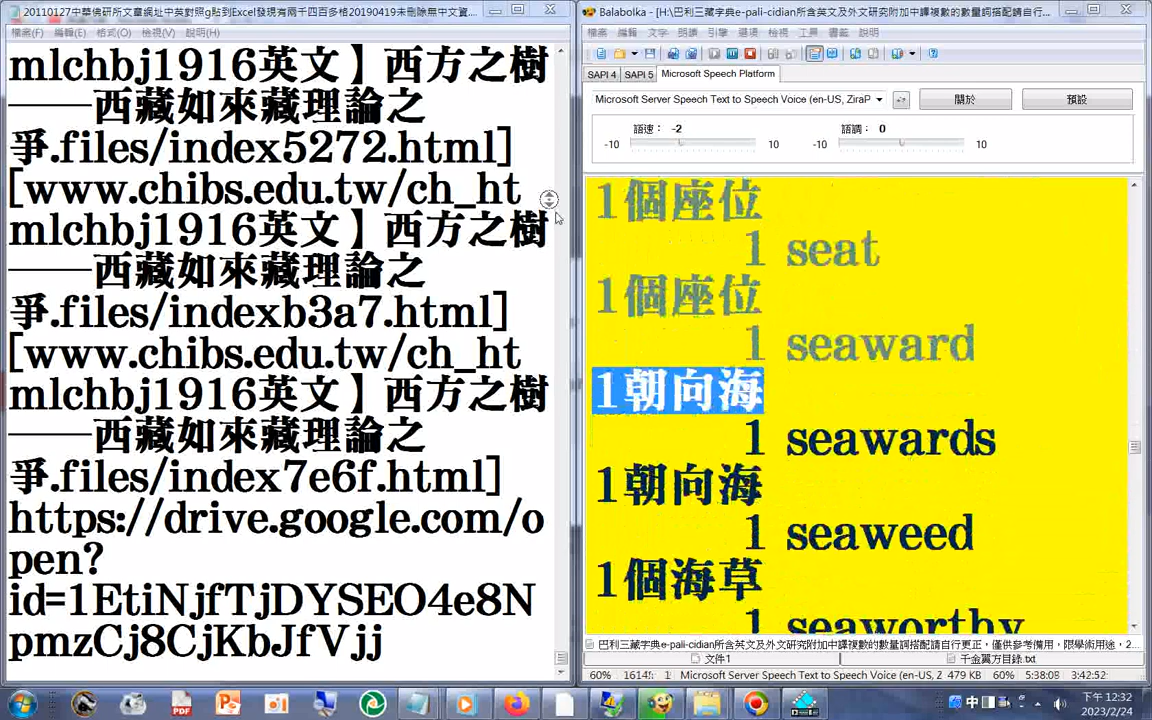 20110127中華佛研所文章網址中英對照g點到Excel發現有兩千四百多格20190419未刪除無中文資...
檔案(F) 編輯(E) 格式(O) 檢視(V) 說明(H)
mlchbj1916英文】西方之樹
——西藏如來藏理論之
爭.files/index5272.html]
[www.chibs.edu.tw/ch_ht
mlchbj1916英文】西方之樹
——西藏如來藏理論之
爭.files/indexb3a7.html]
[www.chibs.edu.tw/ch_ht
mlchbj1916英文】西方之樹
——西藏如來藏理論之
爭.files/index7e6f.html]
https://drive.google.com/o
pen?
id=1EtiNjfTjDYSEO4e8N
pmzCj8CjKbJfVjj
Balabolka - [H:\巴利三藏字典e-pali-cidian所含英文及外文研究附加中譯複數的數量詞搭配請自行...
檔案 編輯 文字 朗讀 引擎 選項 檢視 工具 書籤 說明
SAPI 4 SAPI 5 Microsoft Speech Platform
Microsoft Server Speech Text to Speech Voice (en-US, ZiraP 關於 預設
語速： -2 語調： 0
-10 10 -10 10
1個座位
1 seat
1個座位
1 seaward
1朝向海
1 seawards
1朝向海
1 seaweed
1個海草
1 seaworthy
巴利三藏字典e-pali-cidian所含英文及外文研究附加中譯複數的數量詞搭配請自行更正，僅供參考備用，限學術用途，2...
文件1 千金翼方目錄.txt
60% 1614! Microsoft Server Speech Text to Speech Voice 479 KB 60% 5:38:08 3:42:52
中
下午 12:32
2023/2/24